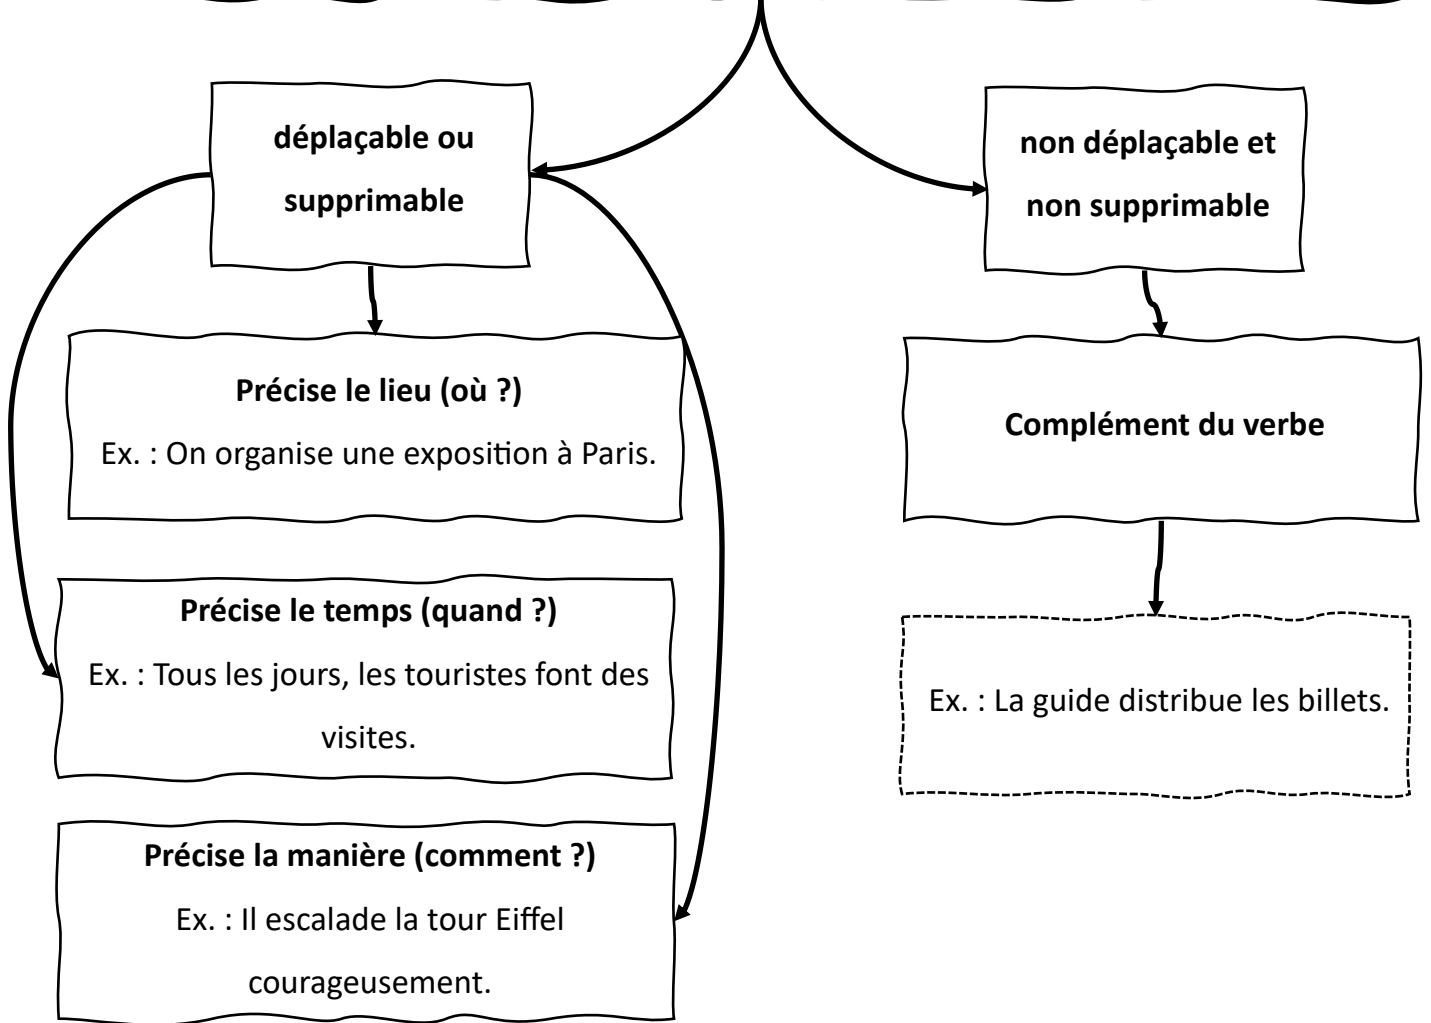 déplaçable ou
supprimable
non déplaçable et
non supprimable
Précise le lieu (où ?)
Ex. : On organise une exposition à Paris.
Complément du verbe
Précise le temps (quand ?)
Ex. : Tous les jours, les touristes font des
visites.
Ex. : La guide distribue les billets.
Précise la manière (comment ?)
Ex. : Il escalade la tour Eiffel
courageusement.